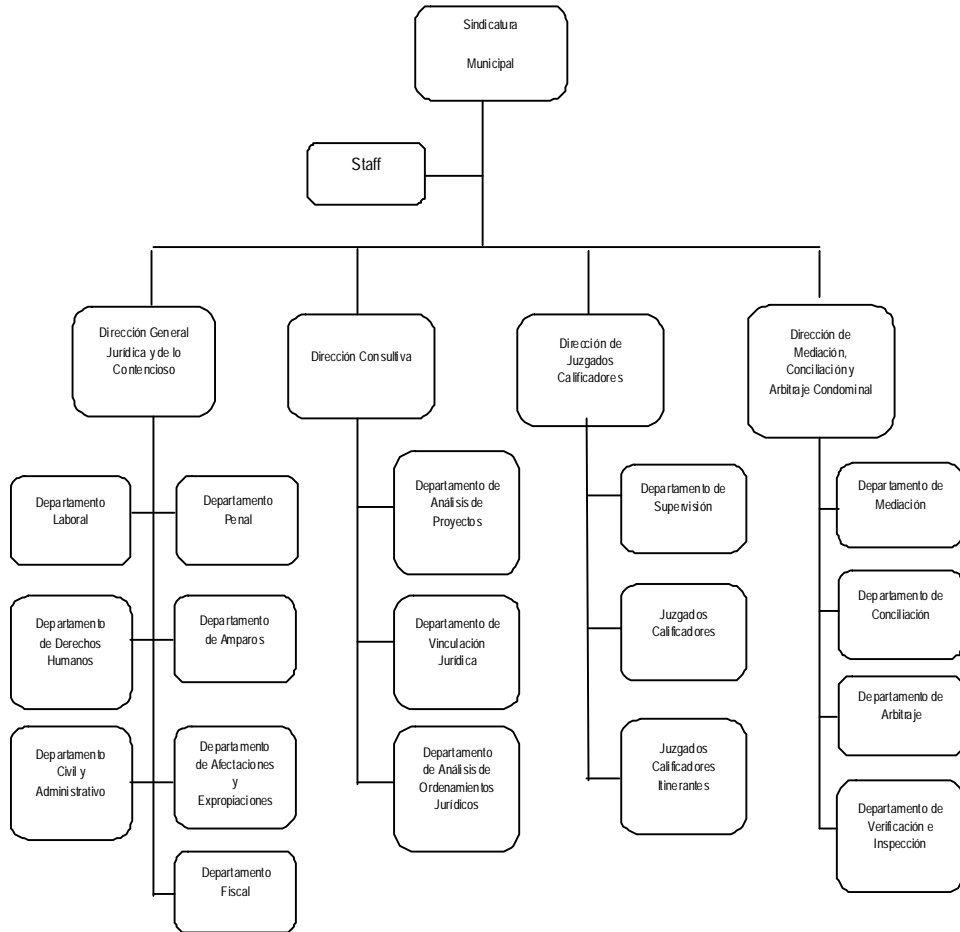 Sindicatura
Municipal
Staff
Dirección General
Jurídica y de lo
Contencioso
Dirección Consultiva
Dirección de
Juzgados
Calificadores
Dirección de
Mediación,
Conciliación y
Arbitraje Condominal
Departamento
Laboral
Departamento
Penal
Departamento de
Análisis de
Proyectos
Departamento de
Supervisión
Departamento de
Mediación
Departamento
de Derechos
Humanos
Departamento
de Amparos
Departamento de
Vinculación
Jurídica
Juzgados
Calificadores
Departamento de
Conciliación
Departamento
Civil y
Administrativo
Departamento
de Afectaciones
y
Expropiaciones
Departamento
de Análisis de
Ordenamientos
Jurídicos
Juzgados
Calificadores
Itinerantes
Departamento de
Arbitraje
Departamento de
Verificación e
Inspección
Departamento
Fiscal